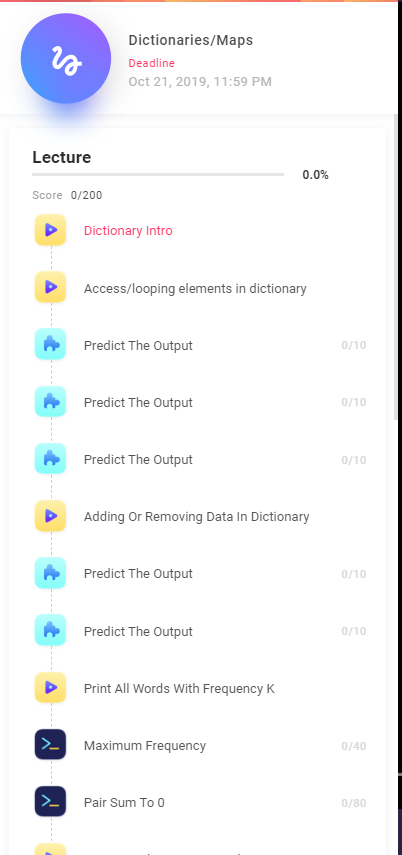 Dictionaries/Maps
Deadline
Oct 21, 2019, 11:59 PM
Lecture
0.0%
Score 0/200
Dictionary Intro
Access/looping elements in dictionary
Predict The Output 0/10
Predict The Output 0/10
Predict The Output 0/10
Adding Or Removing Data In Dictionary
Predict The Output 0/10
Predict The Output 0/10
Print All Words With Frequency K
Maximum Frequency 0/40
Pair Sum To 0 0/80